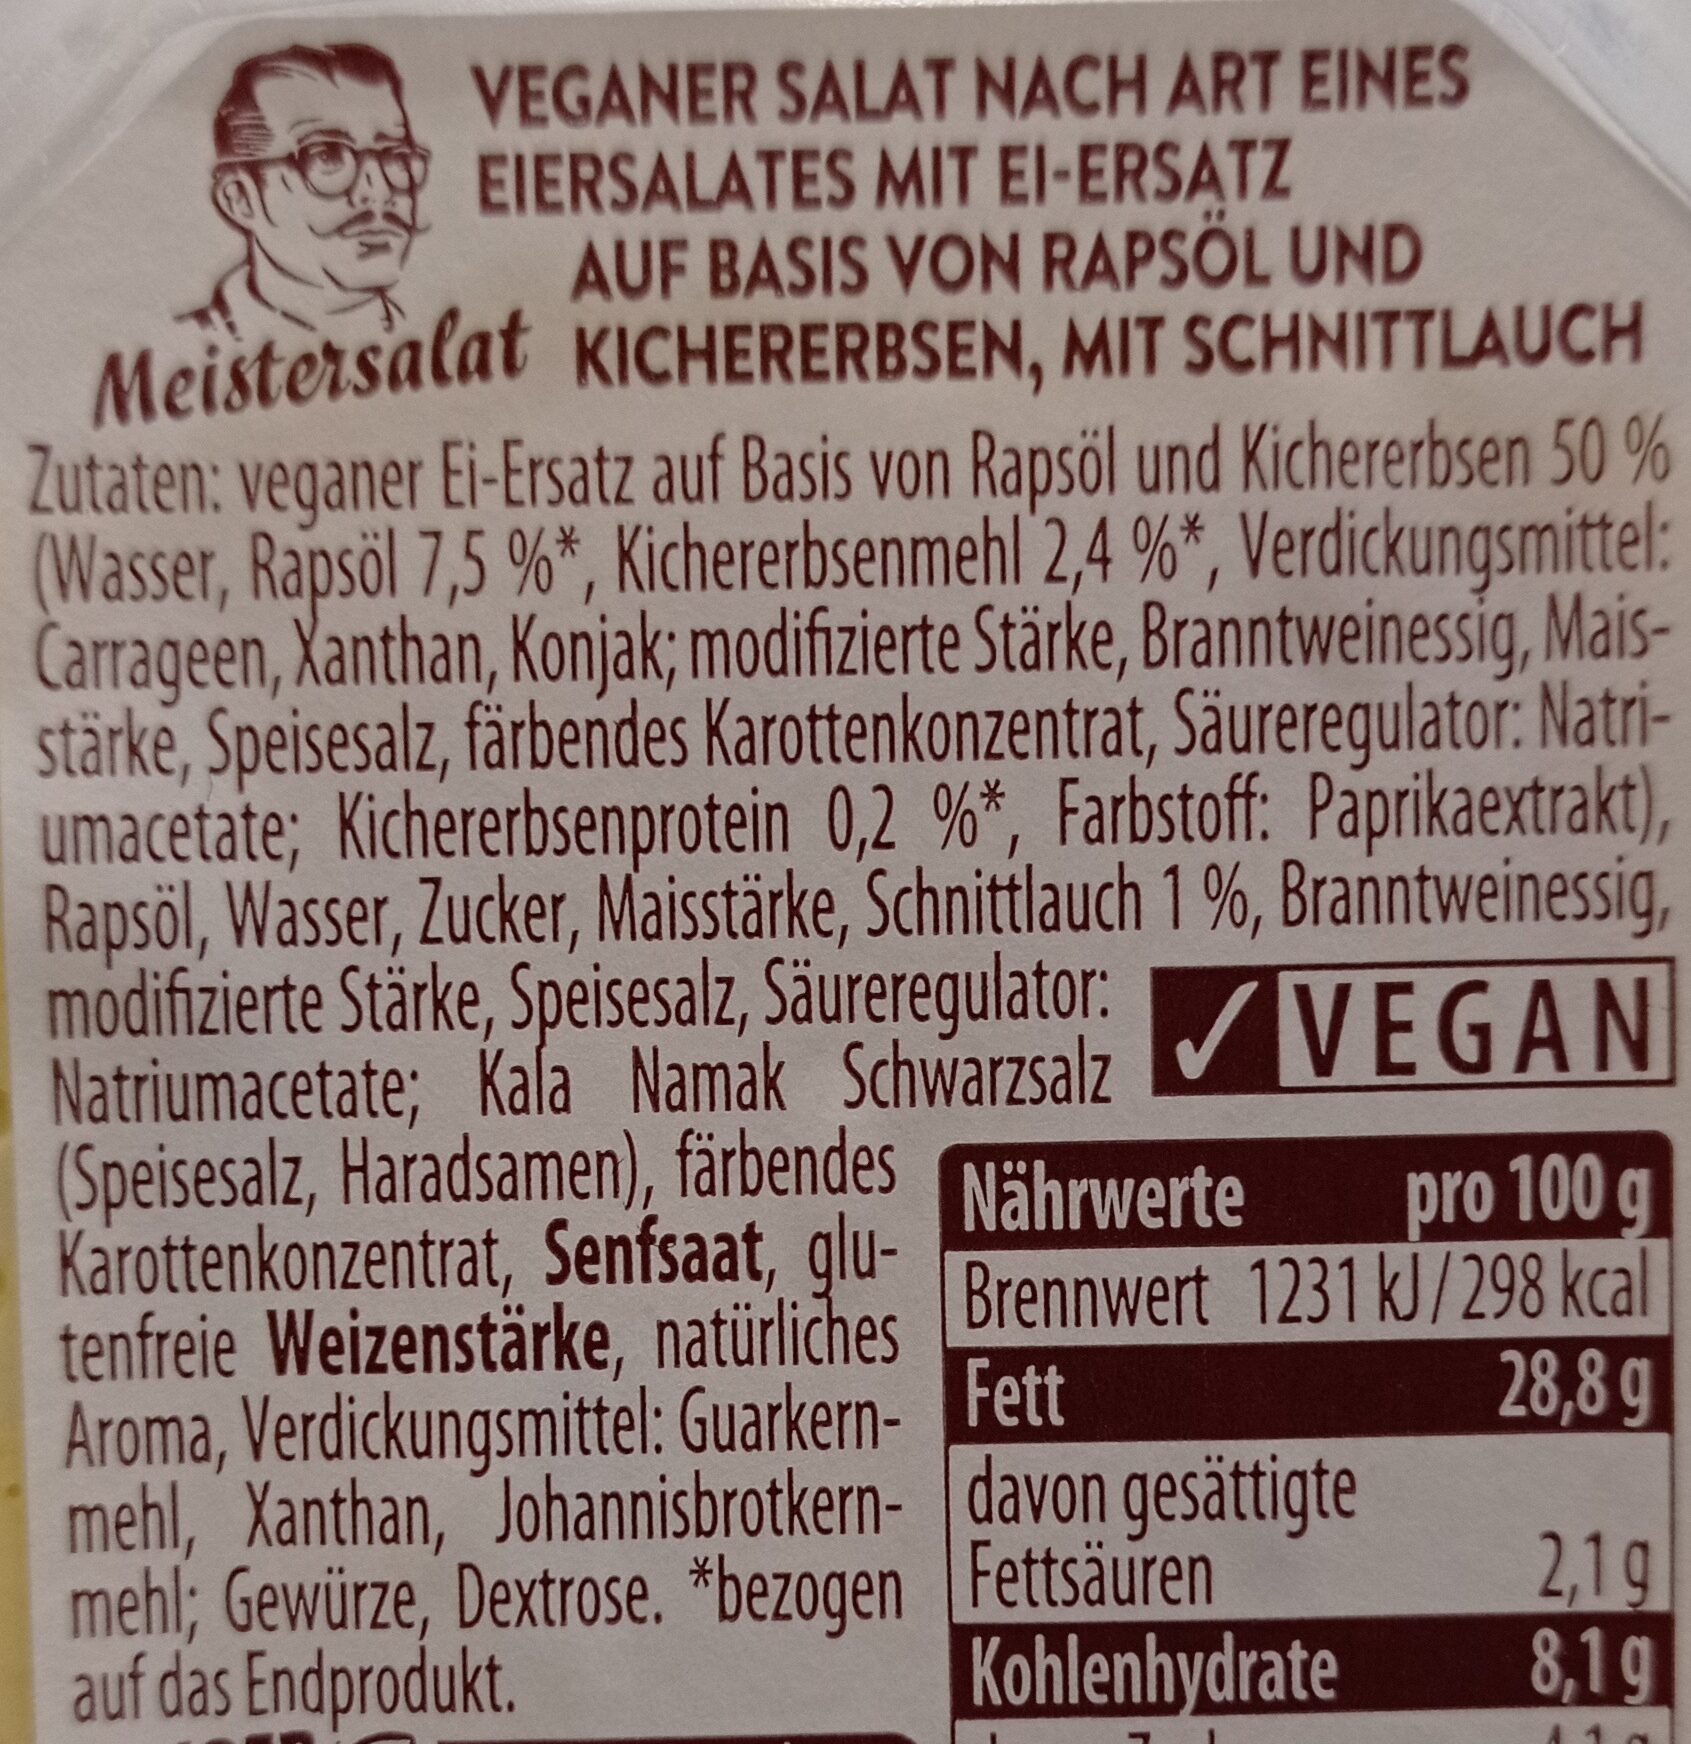 VEGANER SALAT NACH ART EINES
EIERSALATES MIT EI-ERSATZ
AUF BASIS VON RAPSÖL UND
KICHERERBSEN, MIT SCHNITTLAUCH
Meistersalat
Zutaten: veganer Ei-Ersatz auf Basis von Rapsöl und Kichererbsen 50 %
(Wasser, Rapsöl 7,5 %*, Kichererbsenmehl 2,4 %*, Verdickungsmittel:
Carrageen, Xanthan, Konjak; modifizierte Stärke, Branntweinessig, Mais-
stärke, Speisesalz, färbendes Karottenkonzentrat, Säureregulator: Natri-
umacetate; Kichererbsenprotein 0,2 %*, Farbstoff: Paprikaextrakt),
Rapsöl, Wasser, Zucker, Maisstärke, Schnittlauch 1 %, Branntweinessig,
modifizierte Stärke, Speisesalz, Säureregulator:
Natriumacetate; Kala Namak Schwarzsalz
(Speisesalz, Haradsamen), färbendes
Karottenkonzentrat, Senfsaat, glu-
tenfreie Weizenstärke, natürliches
Aroma, Verdickungsmittel: Guarkern-
mehl, Xanthan, Johannisbrotkern-
mehl; Gewürze, Dextrose. *bezogen
auf das Endprodukt.
VEGAN
Nährwerte pro 100 g
Brennwert 1231 kJ/298 kcal
Fett 28,8 g
davon gesättigte
Fettsäuren 2,1 g
Kohlenhydrate 8,1 g